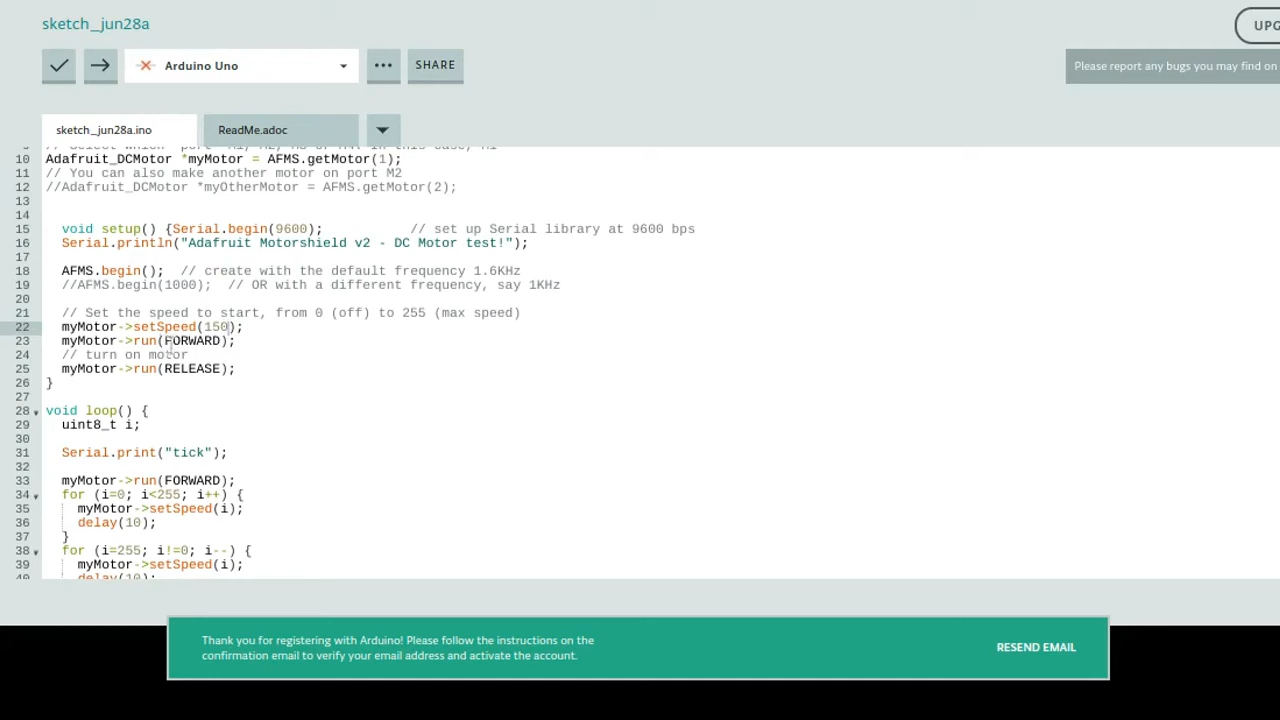 sketch_jun28a
UPG
Arduino Uno
SHARE
Please report any bugs you may find on
sketch_jun28a.ino
ReadMe.adoc
10 Adafruit_DCMotor *myMotor = AFMS.getMotor(1);
11 // You can also make another motor on port M2
12 //Adafruit_DCMotor *myOtherMotor = AFMS.getMotor(2);
13
14
15 void setup() {Serial.begin(9600);           // set up Serial library at 9600 bps
16 Serial.println("Adafruit Motorshield v2 - DC Motor test!");
17
18 AFMS.begin();  // create with the default frequency 1.6KHz
19 //AFMS.begin(1000);  // OR with a different frequency, say 1KHz
20
21 // Set the speed to start, from 0 (off) to 255 (max speed)
22 myMotor->setSpeed(150);
23 myMotor->run(FORWARD);
24 // turn on motor
25 myMotor->run(RELEASE);
26 }
27
28 void loop() {
29 uint8_t i;
30
31 Serial.print("tick");
32
33 myMotor->run(FORWARD);
34 for (i=0; i<255; i++) {
35 myMotor->setSpeed(i);
36 delay(10);
37 }
38 for (i=255; i!=0; i--) {
39 myMotor->setSpeed(i);
40 delay(10);
Thank you for registering with Arduino! Please follow the instructions on the
confirmation email to verify your email address and activate the account.
RESEND EMAIL